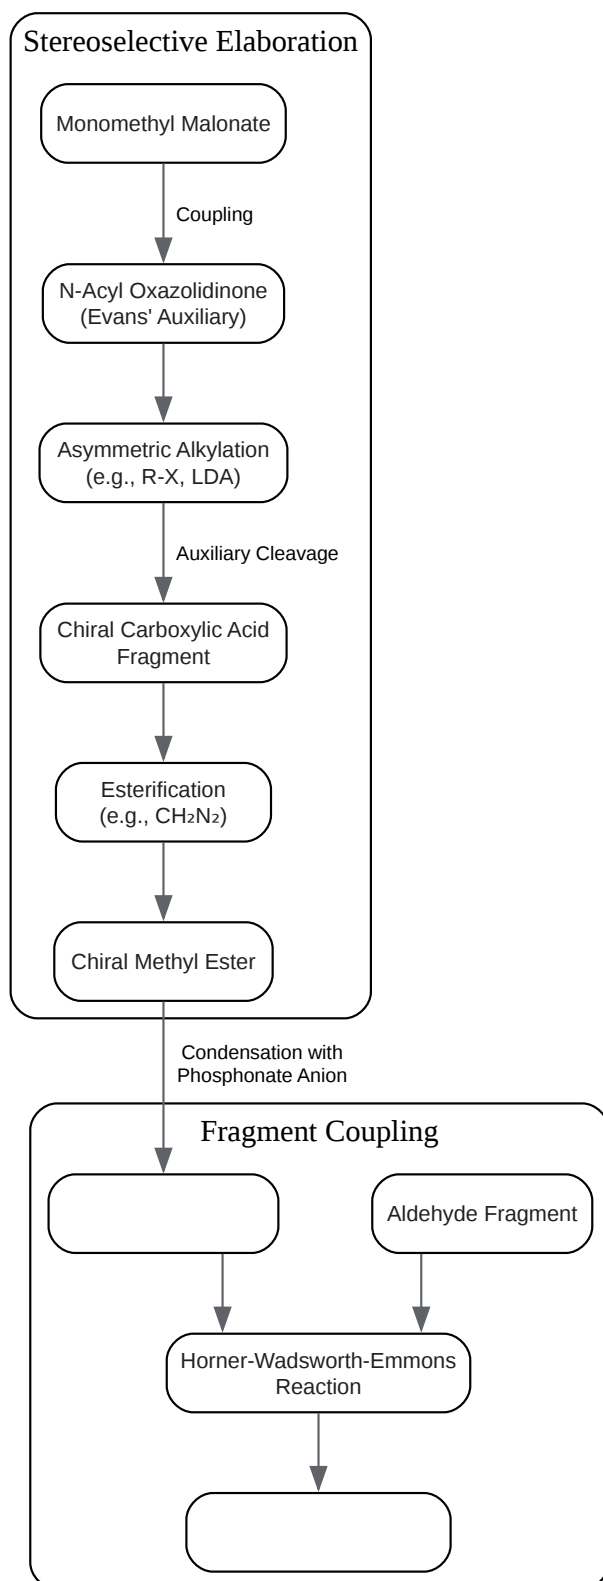 Stereoselective Elaboration
Monomethyl Malonate
Coupling
N-Acyl Oxazolidinone
(Evans' Auxiliary)
Asymmetric Alkylation
(e.g., R-X, LDA)
Auxiliary Cleavage
Chiral Carboxylic Acid
Fragment
Esterification
(e.g., CH₂N₂)
Chiral Methyl Ester
Condensation with
Phosphonate Anion
Fragment Coupling
Aldehyde Fragment
Horner-Wadsworth-Emmons
Reaction